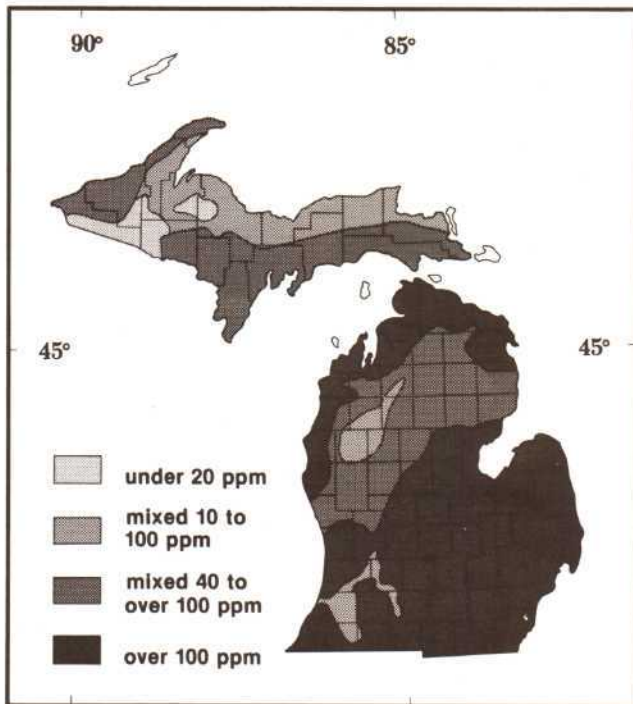 90°
85°
45°
45°
under 20 ppm
mixed 10 to
100 ppm
mixed 40 to
over 100 ppm
over 100 ppm